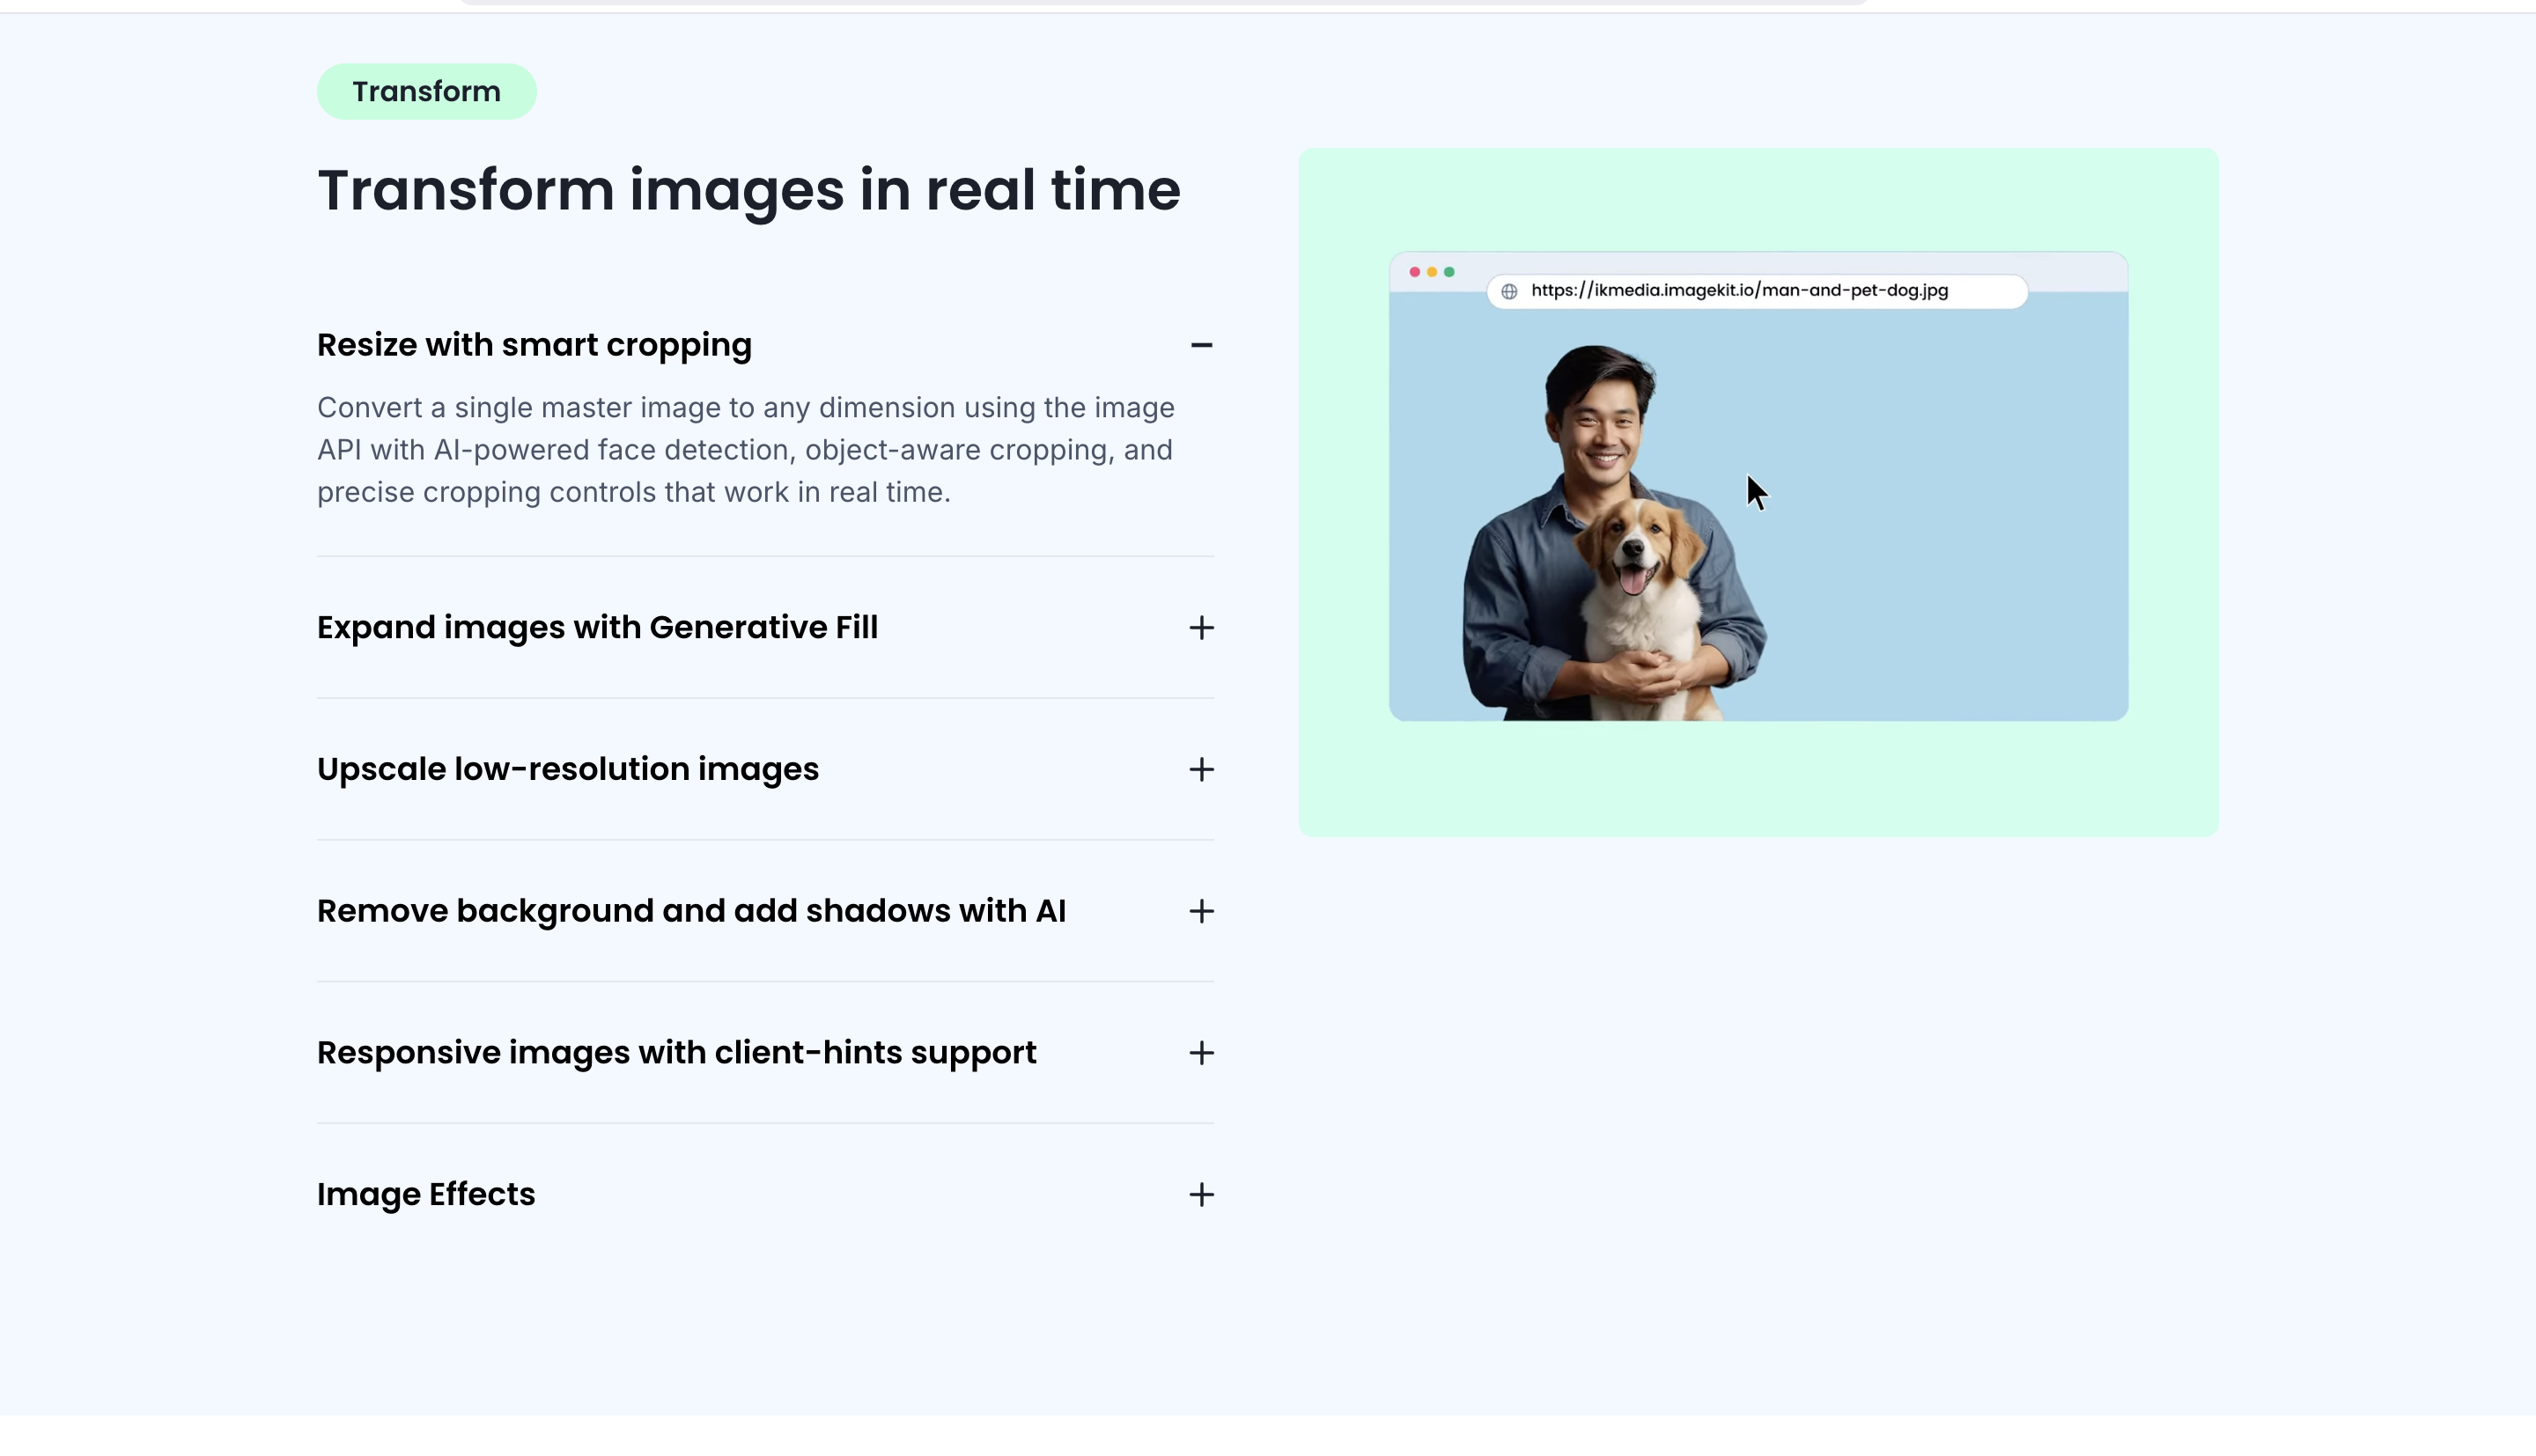 Transform
Transform images in real time
Resize with smart cropping
Convert a single master image to any dimension using the image
API with AI-powered face detection, object-aware cropping, and
precise cropping controls that work in real time.
Expand images with Generative Fill
Upscale low-resolution images
Remove background and add shadows with AI
Responsive images with client-hints support
Image Effects
https://ikmedia.imagekit.io/man-and-pet-dog.jpg